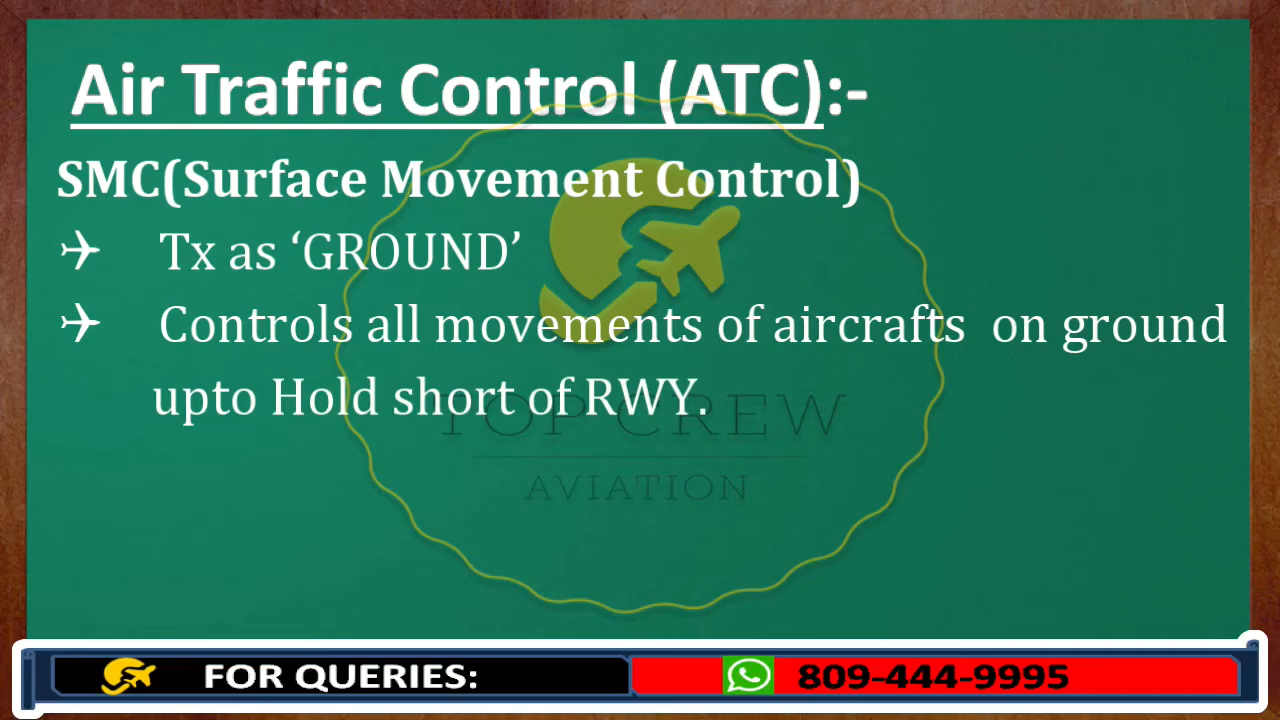 Air Traffic Control (ATC):-
SMC(Surface Movement Control)
✈ Tx as ‘GROUND’
✈ Controls all movements of aircrafts on ground
upto Hold short of RWY.
TOP CREW
AVIATION
FOR QUERIES: 809-444-9995